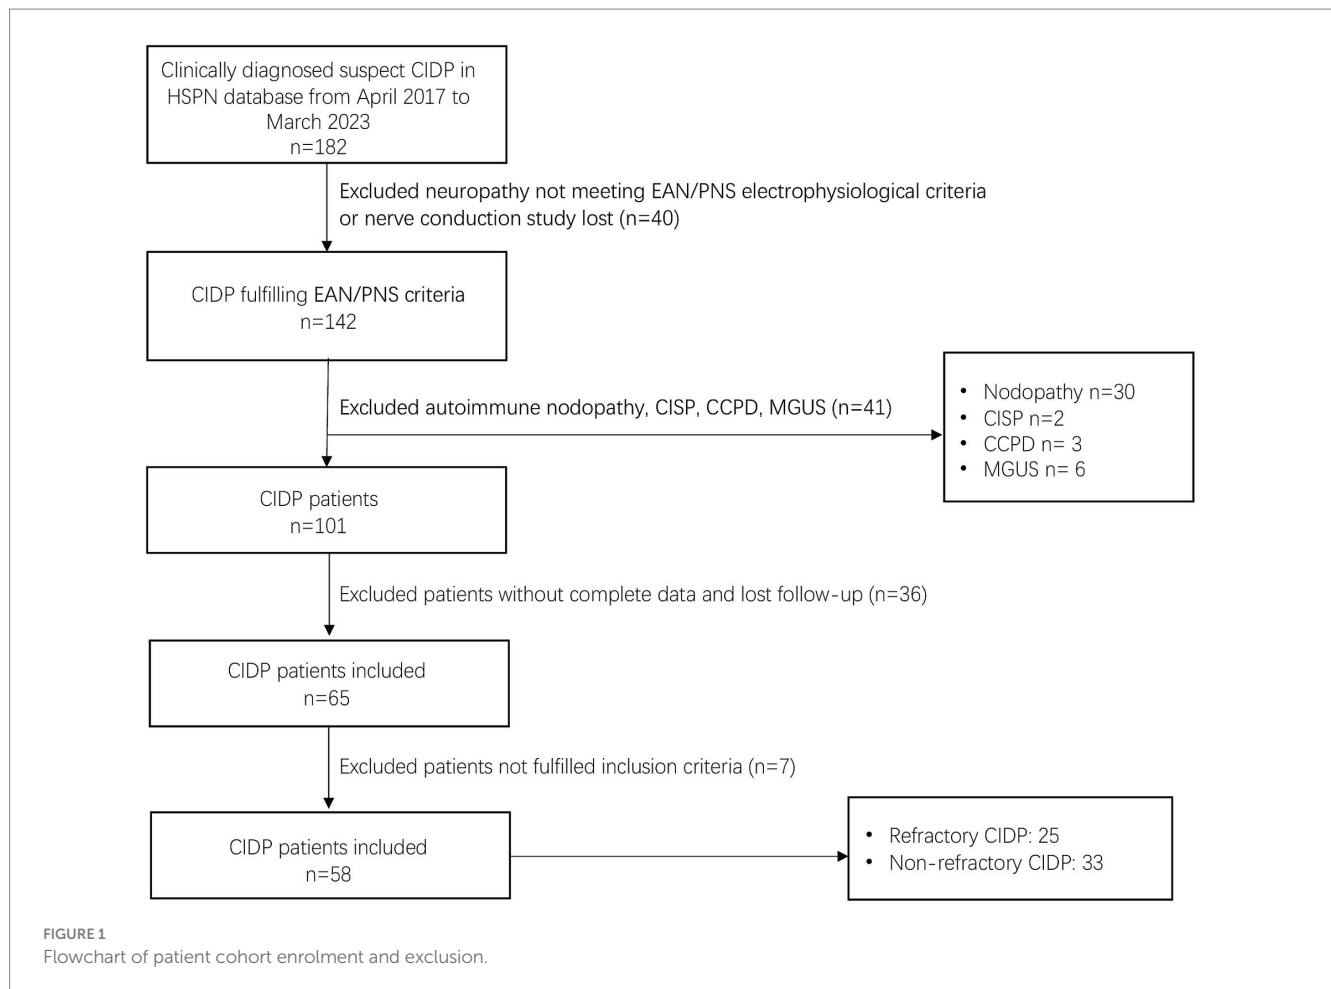 Clinically diagnosed suspect CIDP in
HSPN database from April 2017 to
March 2023
n=182
Excluded neuropathy not meeting EAN/PNS electrophysiological criteria
or nerve conduction study lost (n=40)
CIDP fulfilling EAN/PNS criteria
n=142
Excluded autoimmune nodopathy, CISP, CCPD, MGUS (n=41)
• Nodopathy n=30
• CISP n=2
• CCPD n= 3
• MGUS n= 6
CIDP patients
n=101
Excluded patients without complete data and lost follow-up (n=36)
CIDP patients included
n=65
Excluded patients not fulfilled inclusion criteria (n=7)
CIDP patients included
n=58
• Refractory CIDP: 25
• Non-refractory CIDP: 33
FIGURE 1
Flowchart of patient cohort enrolment and exclusion.